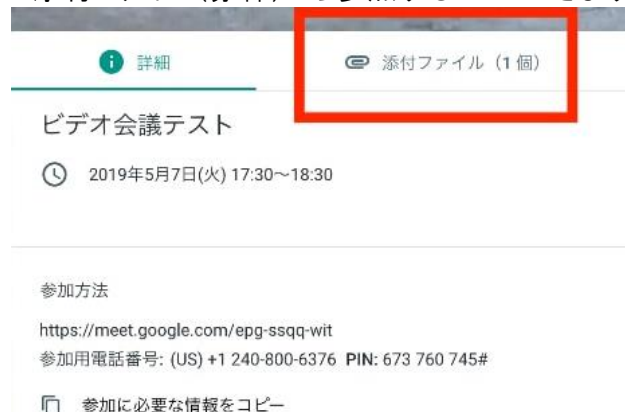 詳細
添付ファイル（1 個）
ビデオ会議テスト
2019年5月7日(火) 17:30～18:30
参加方法
https://meet.google.com/epg-ssqq-wit
参加用電話番号: (US) +1 240-800-6376 PIN: 673 760 745#
参加に必要な情報をコピー